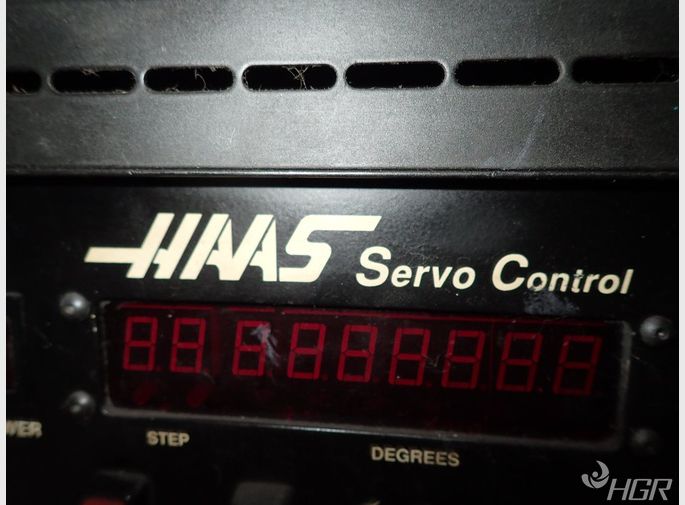 HAAS Servo Control
STEP
DEGREES
HGR